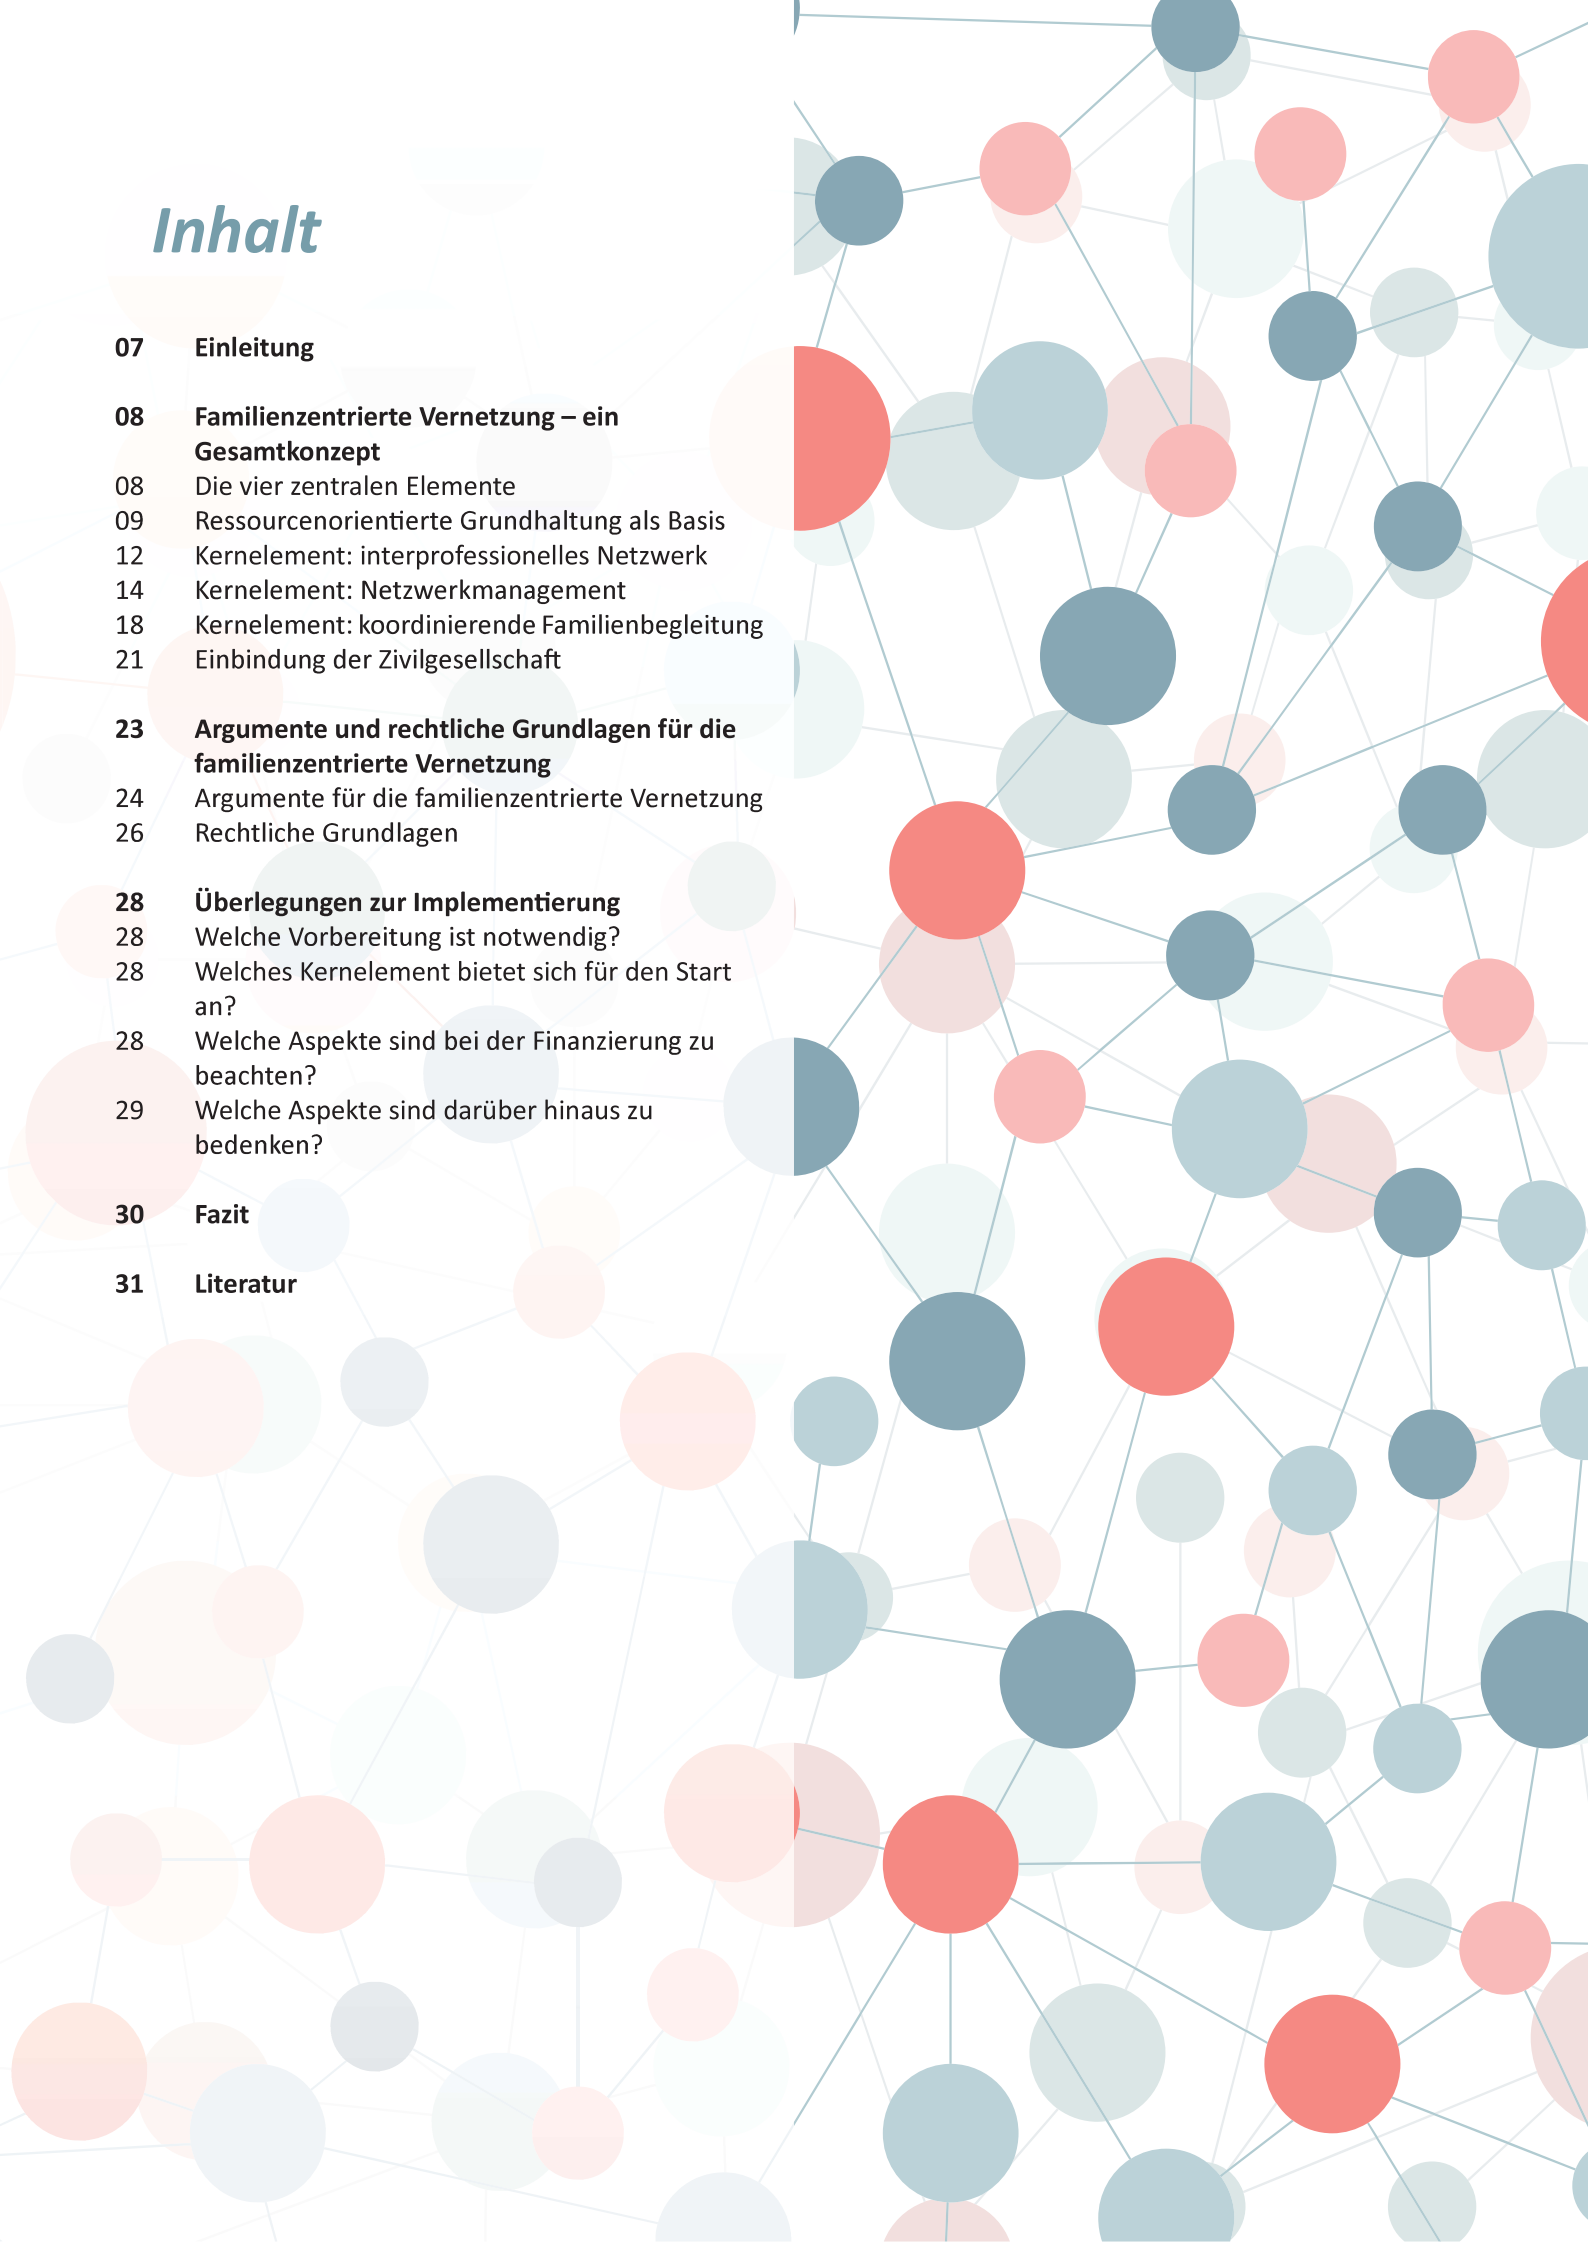 Inhalt
07 Einleitung
08 Familienzentrierte Vernetzung – ein
Gesamtkonzept
08 Die vier zentralen Elemente
09 Ressourcenorientierte Grundhaltung als Basis
12 Kernelement: interprofessionelles Netzwerk
14 Kernelement: Netzwerkmanagement
18 Kernelement: koordinierende Familienbegleitung
21 Einbindung der Zivilgesellschaft
23 Argumente und rechtliche Grundlagen für die
familienzentrierte Vernetzung
24 Argumente für die familienzentrierte Vernetzung
26 Rechtliche Grundlagen
28 Überlegungen zur Implementierung
28 Welche Vorbereitung ist notwendig?
28 Welches Kernelement bietet sich für den Start
an?
28 Welche Aspekte sind bei der Finanzierung zu
beachten?
29 Welche Aspekte sind darüber hinaus zu
bedenken?
30 Fazit
31 Literatur